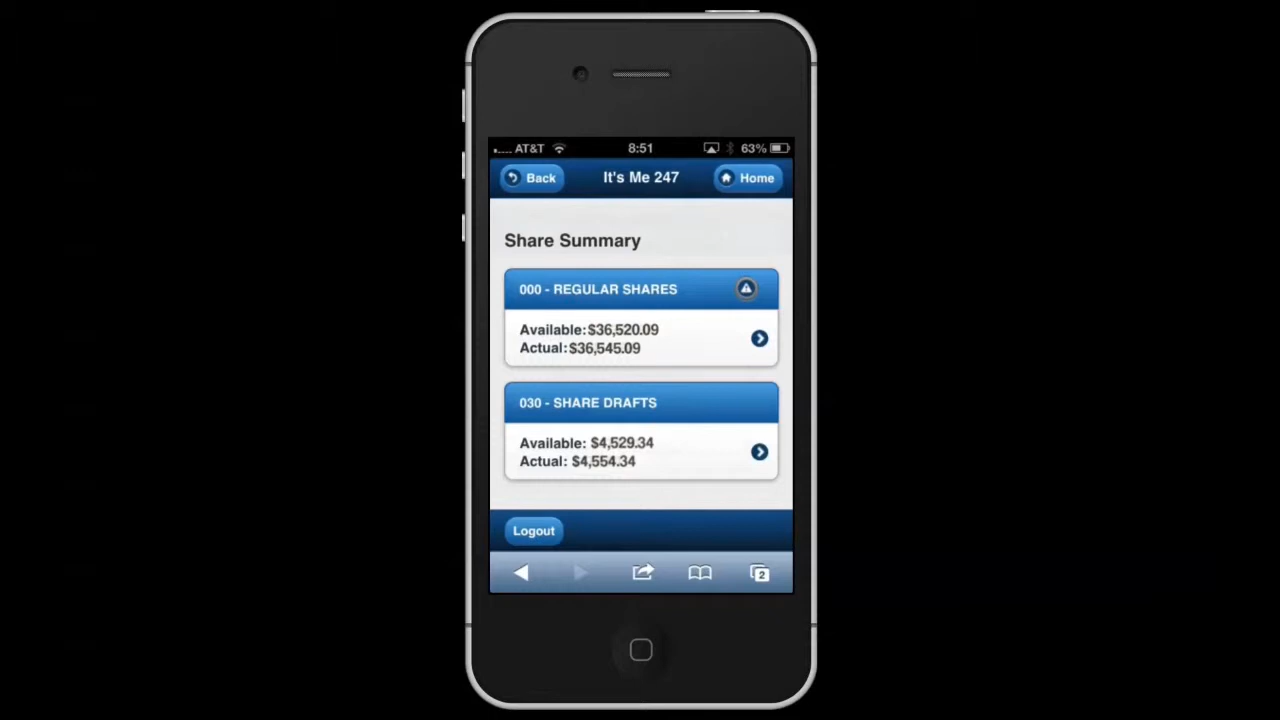 AT&T 8:51 63%
Back It's Me 247 Home
Share Summary
000 - REGULAR SHARES
Available:$36,520.09
Actual:$36,545.09
030 - SHARE DRAFTS
Available: $4,529.34
Actual: $4,554.34
Logout
2